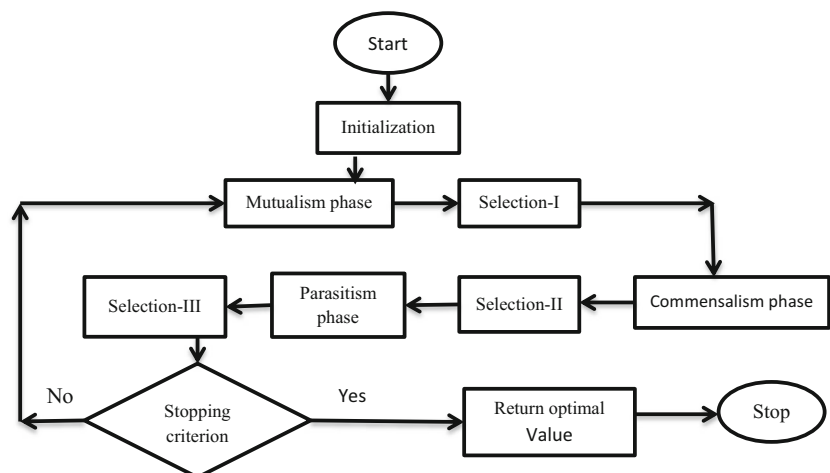 Start
Initialization
Mutualism phase
Selection-I
Commensalism phase
Selection-II
Parasitism
phase
Selection-III
Stopping
criterion
No
Yes
Return optimal
Value
Stop